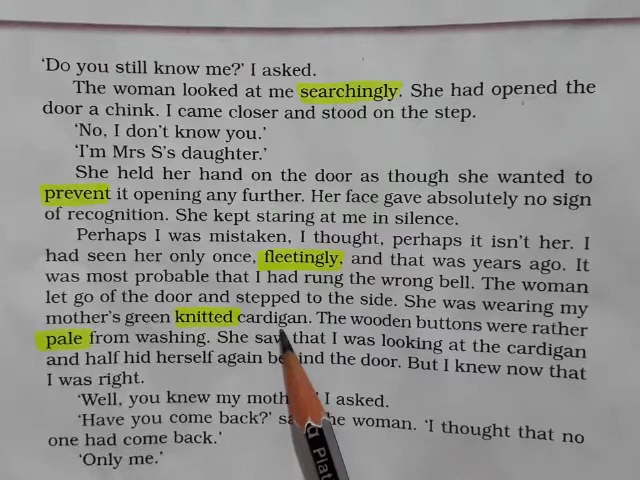 ‘Do you still know me?’ I asked.
The woman looked at me searchingly. She had opened the
door a chink. I came closer and stood on the step.
‘No, I don’t know you.’
‘I’m Mrs S’s daughter.’
She held her hand on the door as though she wanted to
prevent it opening any further. Her face gave absolutely no sign
of recognition. She kept staring at me in silence.
Perhaps I was mistaken, I thought, perhaps it isn’t her. I
had seen her only once, fleetingly, and that was years ago. It
was most probable that I had rung the wrong bell. The woman
let go of the door and stepped to the side. She was wearing my
mother’s green knitted cardigan. The wooden buttons were rather
pale from washing. She saw that I was looking at the cardigan
and half hid herself again behind the door. But I knew now that
I was right.
‘Well, you knew my moth I asked.
‘Have you come back?’ sa he woman. ‘I thought that no
one had come back.’
‘Only me.’
Plat